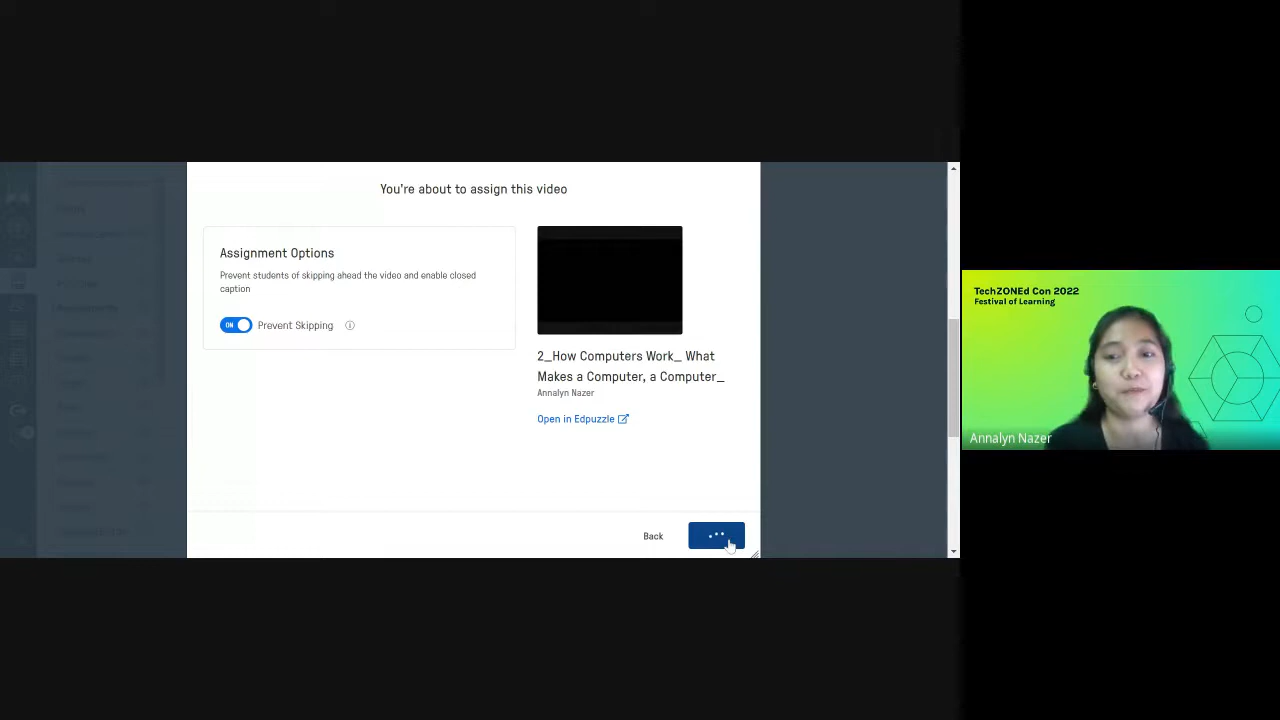 You're about to assign this video
Assignment Options
Prevent students of skipping ahead the video and enable closed
caption
ON
Prevent Skipping
2_How Computers Work_ What
Makes a Computer, a Computer_
Annalyn Nazer
Open in Edpuzzle
Back
TechZONEd Con 2022
Festival of Learning
Annalyn Nazer